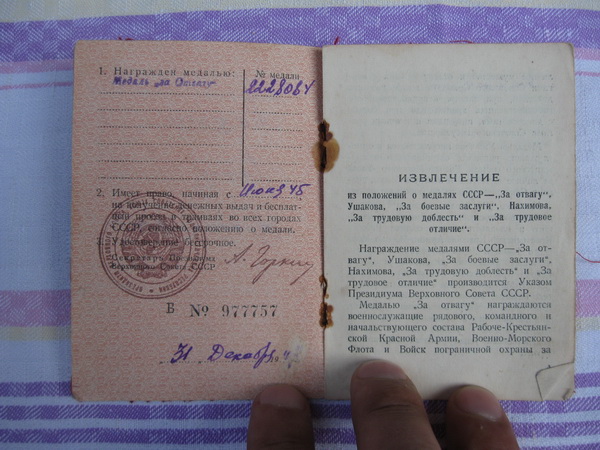 1. Награжден медалью:
№ медали
Медаль „За Отвагу"
2228064
2. Имеет право, начиная с Июля 45
на получение денежных выдач и бесплат-
ный проезд в трамваях во всех городах
СССР, согласно положению о медали.
Удостоверение бессрочное.
Секретарь Президиума
Верховного Совета СССР
А. Горкин
Б № 977757
31 Декабря
ИЗВЛЕЧЕНИЕ
из положений о медалях СССР—„За отвагу",
Ушакова, „За боевые заслуги", Нахимова,
„За трудовую доблесть" и „За трудовое
отличие".
Награждение медалями СССР—„За от-
вагу", Ушакова, „За боевые заслуги",
Нахимова, „За трудовую доблесть" и „За
трудовое отличие" производится Указом
Президиума Верховного Совета СССР.
Медалью „За отвагу" награждаются
военнослужащие рядового, командного и
начальствующего состава Рабоче-Крестьян-
ской Красной Армии, Военно-Морского
Флота и Войск пограничной охраны за